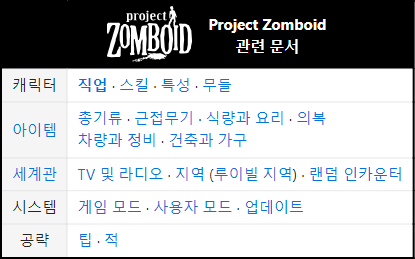 project
ZOMBOID
Project Zomboid
관련 문서
캐릭터 직업 · 스킬 · 특성 · 무들
아이템 총기류 · 근접무기 · 식량과 요리 · 의복
차량과 정비 · 건축과 가구
세계관 TV 및 라디오 · 지역 (루이빌 지역) · 랜덤 인카운터
시스템 게임 모드 · 사용자 모드 · 업데이트
공략 팁 · 적